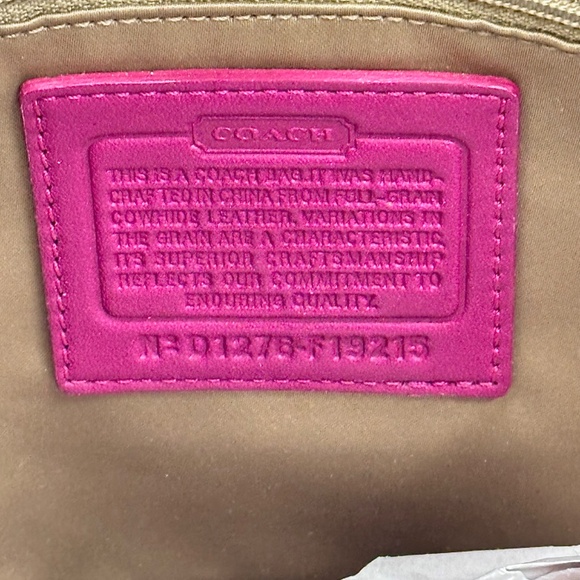 COACH
THIS IS A COACH BAG. IT WAS HAND-
CRAFTED IN CHINA FROM FULL-GRAIN
COWHIDE LEATHER. VARIATIONS IN
THE GRAIN ARE A CHARACTERISTIC.
ITS SUPERIOR CRAFTSMANSHIP
REFLECTS OUR COMMITMENT TO
ENDURING QUALITY.
Nº D1276-F19215